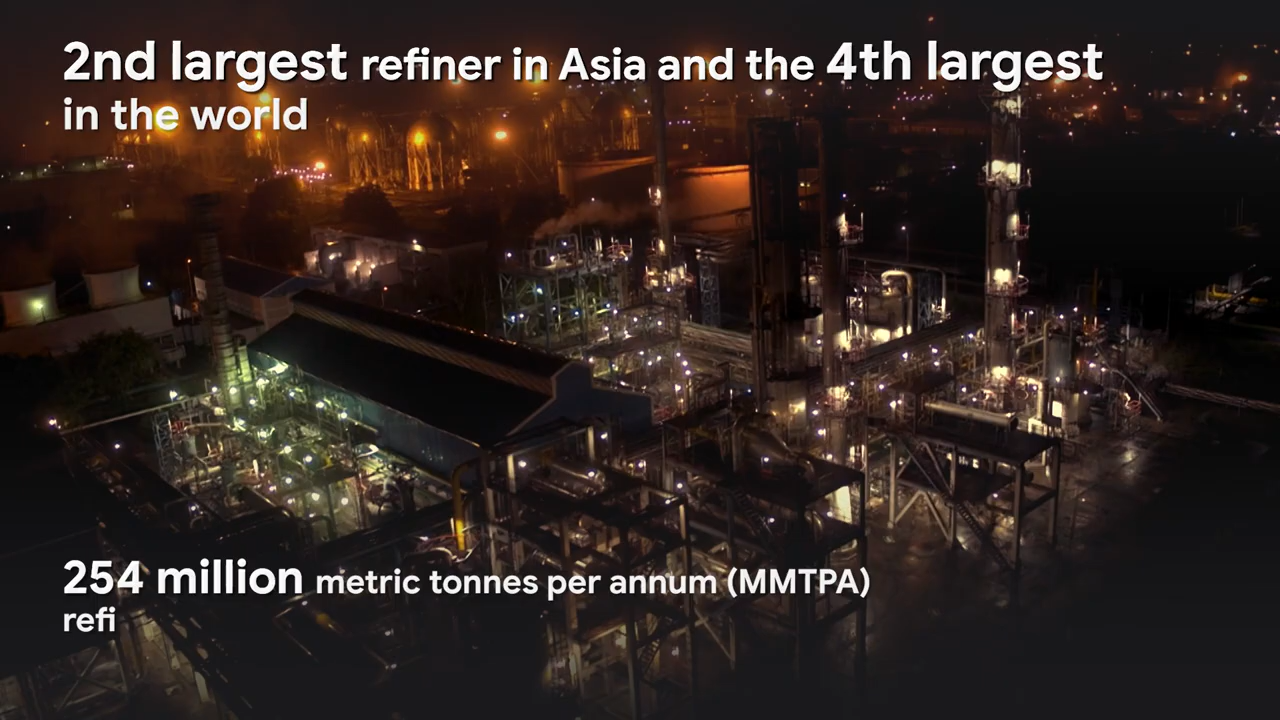 2nd largest refiner in Asia and the 4th largest
in the world
254 million metric tonnes per annum (MMTPA)
refi